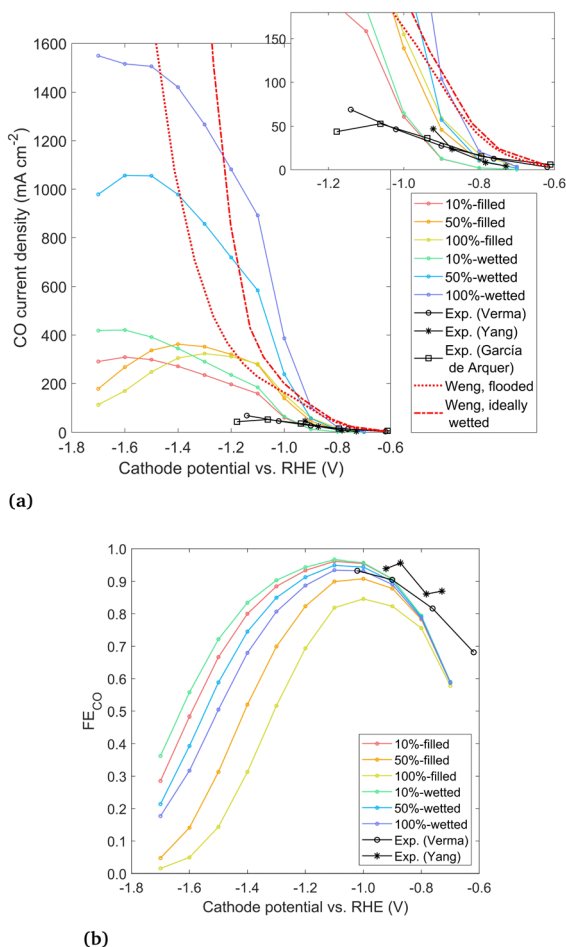 150
100
50
0
-1.2
-1.0
-0.8
-0.6
1600
1400
1200
1000
800
600
400
200
0
CO current density (mA cm⁻²)
-1.8
-1.6
-1.4
-1.2
-1.0
-0.8
-0.6
Cathode potential vs. RHE (V)
10%-filled
50%-filled
100%-filled
10%-wetted
50%-wetted
100%-wetted
Exp. (Verma)
Exp. (Yang)
Exp. (García
de Arquer)
Weng, flooded
Weng, ideally
wetted
(a)
1.0
0.9
0.8
0.7
0.6
0.5
0.4
0.3
0.2
0.1
0.0
FE_CO
-1.8
-1.6
-1.4
-1.2
-1.0
-0.8
-0.6
Cathode potential vs. RHE (V)
10%-filled
50%-filled
100%-filled
10%-wetted
50%-wetted
100%-wetted
Exp. (Verma)
Exp. (Yang)
(b)